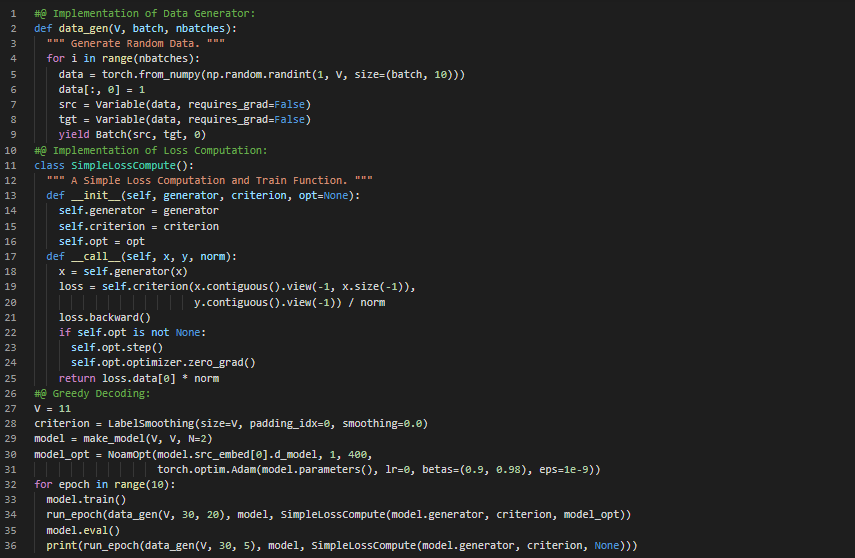 1 #@ Implementation of Data Generator:
2 def data_gen(V, batch, nbatches):
3   """ Generate Random Data. """
4   for i in range(nbatches):
5     data = torch.from_numpy(np.random.randint(1, V, size=(batch, 10)))
6     data[:, 0] = 1
7     src = Variable(data, requires_grad=False)
8     tgt = Variable(data, requires_grad=False)
9     yield Batch(src, tgt, 0)
10 #@ Implementation of Loss Computation:
11 class SimpleLossCompute():
12   """ A Simple Loss Computation and Train Function. """
13   def __init__(self, generator, criterion, opt=None):
14     self.generator = generator
15     self.criterion = criterion
16     self.opt = opt
17   def __call__(self, x, y, norm):
18     x = self.generator(x)
19     loss = self.criterion(x.contiguous().view(-1, x.size(-1)),
20                           y.contiguous().view(-1)) / norm
21     loss.backward()
22     if self.opt is not None:
23       self.opt.step()
24       self.opt.optimizer.zero_grad()
25     return loss.data[0] * norm
26 #@ Greedy Decoding:
27 V = 11
28 criterion = LabelSmoothing(size=V, padding_idx=0, smoothing=0.0)
29 model = make_model(V, V, N=2)
30 model_opt = NoamOpt(model.src_embed[0].d_model, 1, 400,
31                     torch.optim.Adam(model.parameters(), lr=0, betas=(0.9, 0.98), eps=1e-9))
32 for epoch in range(10):
33   model.train()
34   run_epoch(data_gen(V, 30, 20), model, SimpleLossCompute(model.generator, criterion, model_opt))
35   model.eval()
36   print(run_epoch(data_gen(V, 30, 5), model, SimpleLossCompute(model.generator, criterion, None)))